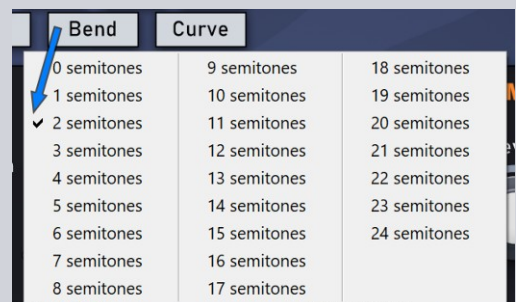 Bend
Curve
0 semitones
1 semitones
2 semitones
3 semitones
4 semitones
5 semitones
6 semitones
7 semitones
8 semitones
9 semitones
10 semitones
11 semitones
12 semitones
13 semitones
14 semitones
15 semitones
16 semitones
17 semitones
18 semitones
19 semitones
20 semitones
21 semitones
22 semitones
23 semitones
24 semitones